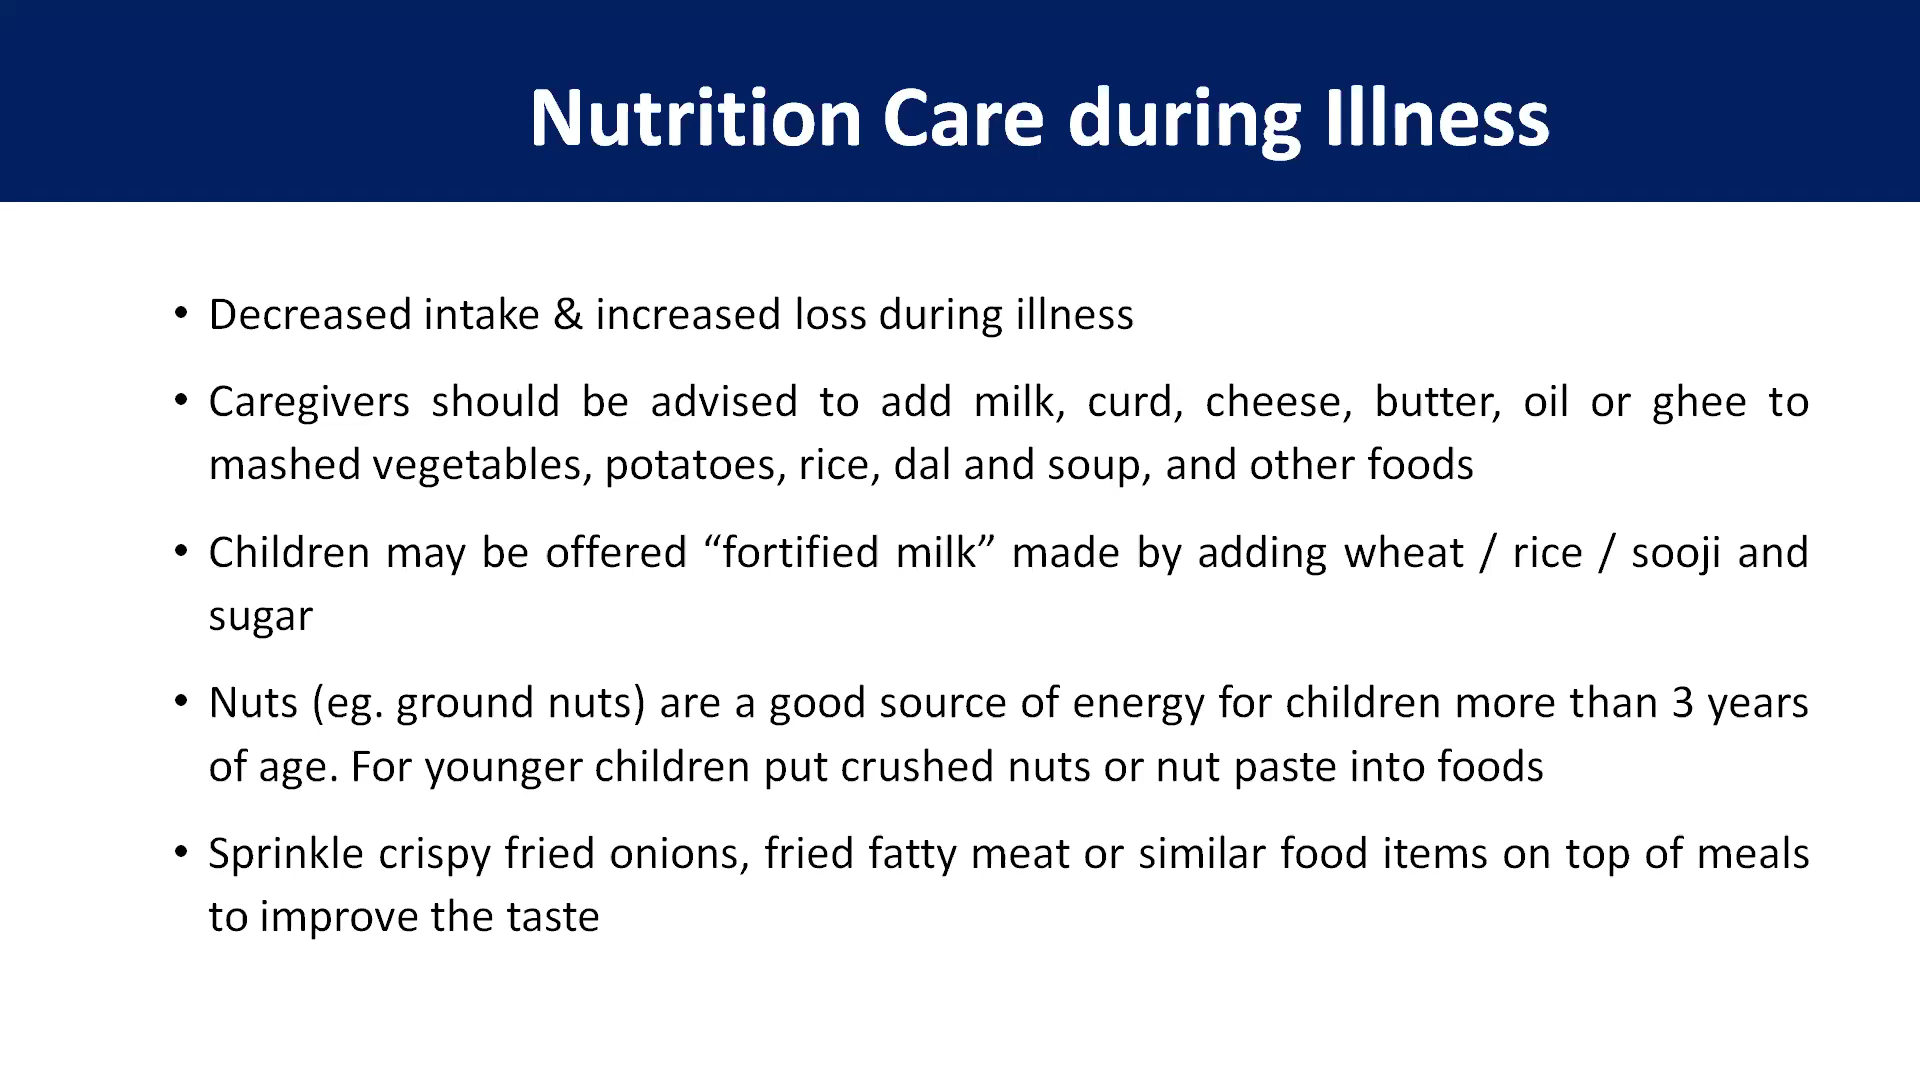 Nutrition Care during Illness
• Decreased intake & increased loss during illness
• Caregivers should be advised to add milk, curd, cheese, butter, oil or ghee to
mashed vegetables, potatoes, rice, dal and soup, and other foods
• Children may be offered “fortified milk” made by adding wheat / rice / sooji and
sugar
• Nuts (eg. ground nuts) are a good source of energy for children more than 3 years
of age. For younger children put crushed nuts or nut paste into foods
• Sprinkle crispy fried onions, fried fatty meat or similar food items on top of meals
to improve the taste